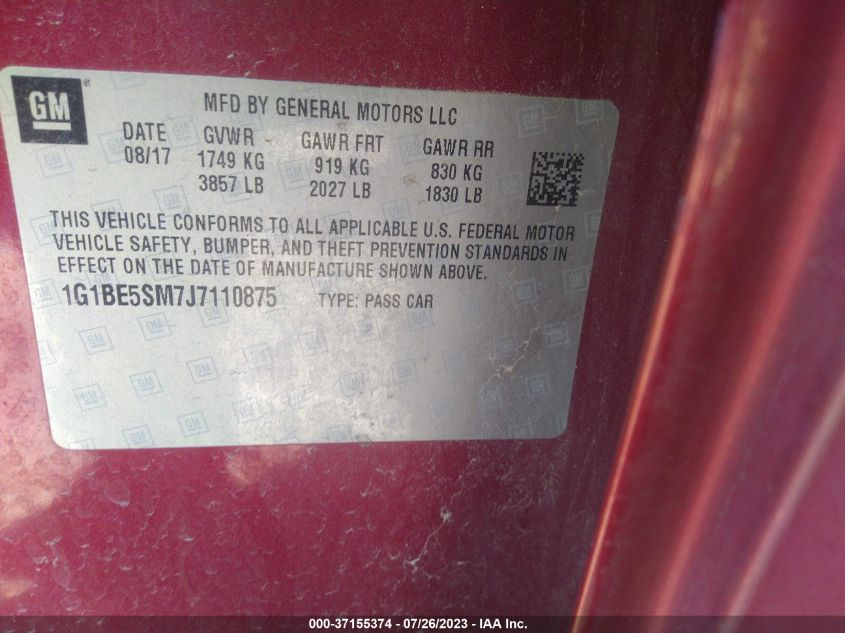 GM
MFD BY GENERAL MOTORS LLC
DATE GVWR GAWR FRT GAWR RR
08/17 1749 KG 919 KG 830 KG
3857 LB 2027 LB 1830 LB
THIS VEHICLE CONFORMS TO ALL APPLICABLE U.S. FEDERAL MOTOR
VEHICLE SAFETY, BUMPER, AND THEFT PREVENTION STANDARDS IN
EFFECT ON THE DATE OF MANUFACTURE SHOWN ABOVE.
1G1BE5SM7J7110875 TYPE: PASS CAR
000-37155374 - 07/26/2023 - IAA Inc.